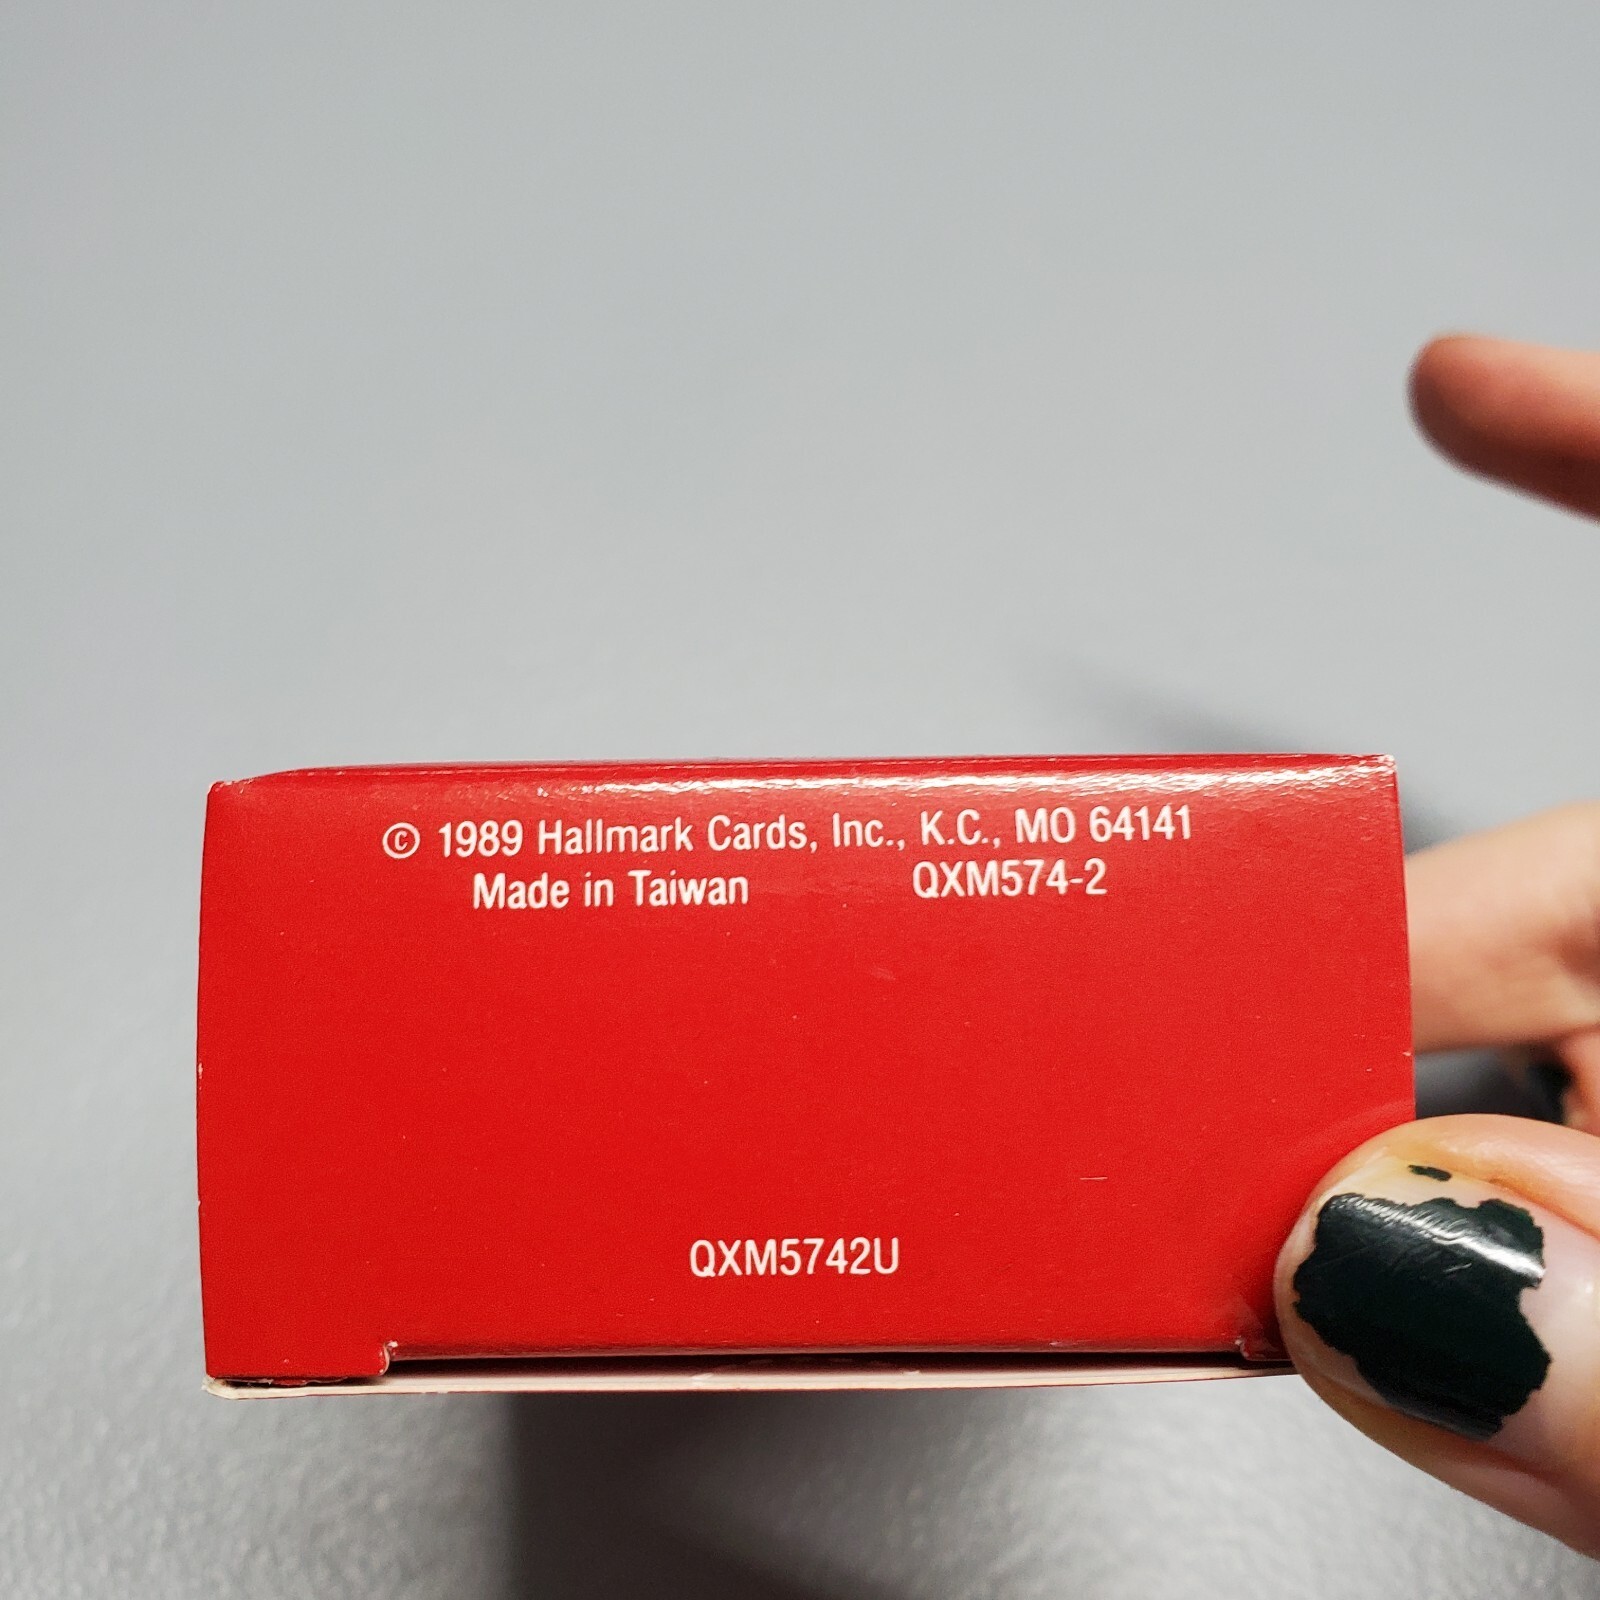 © 1989 Hallmark Cards, Inc., K.C., MO 64141
Made in Taiwan QXM574-2
QXM5742U